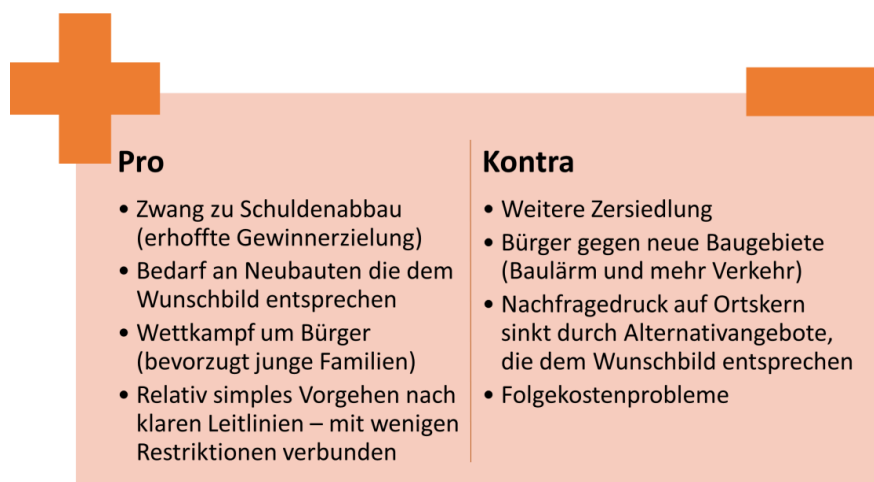 Pro
• Zwang zu Schuldenabbau
(erhoffte Gewinnerzielung)
• Bedarf an Neubauten die dem
Wunschbild entsprechen
• Wettkampf um Bürger
(bevorzugt junge Familien)
• Relativ simples Vorgehen nach
klaren Leitlinien – mit wenigen
Restriktionen verbunden
Kontra
• Weitere Zersiedlung
• Bürger gegen neue Baugebiete
(Baulärm und mehr Verkehr)
• Nachfragedruck auf Ortskern
sinkt durch Alternativangebote,
die dem Wunschbild entsprechen
• Folgekostenprobleme